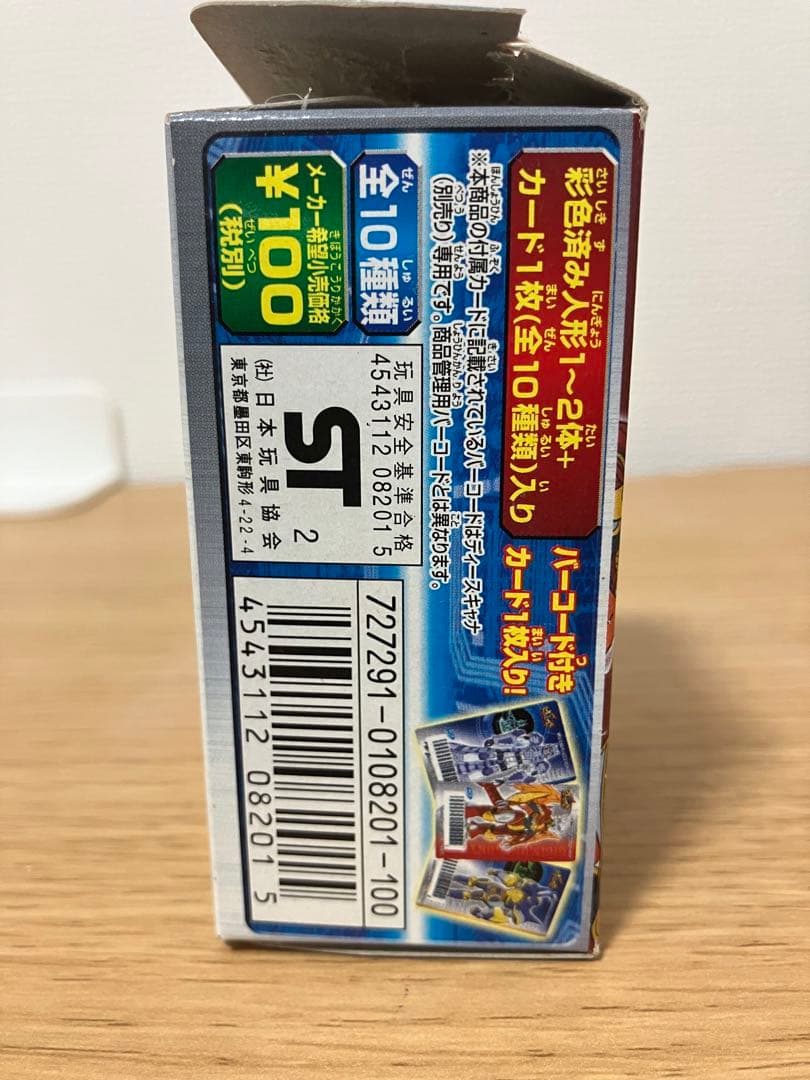 彩色済み人形1～2体+
カード1枚(全10種類)入り
バーコード付き
カード1枚入り!
※本商品の付属カードに記載されているバーコードはディースキャナ
(別売り)専用です。商品管理用バーコードとは異なります。
全10種類
メーカー希望小売価格
¥100
(税別)
玩具安全基準合格
4543112 08201 5
ST
2
(社)日本玩具協会
東京都墨田区東駒形4-22-4
727291-0108201-100
4543112 08201 5